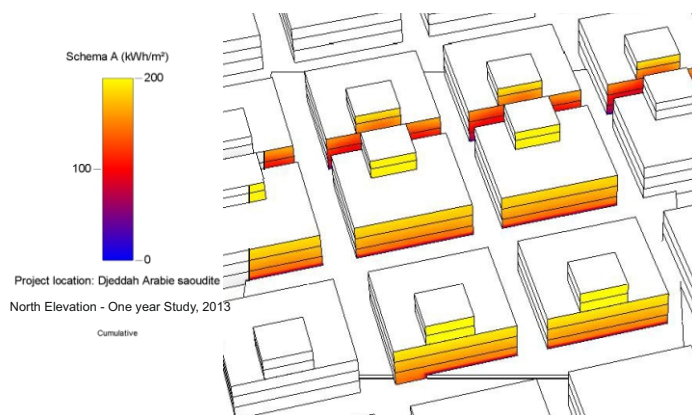 Schema A (kWh/m²)
200
100
0
Project location: Djeddah Arabie saoudite
North Elevation - One year Study, 2013
Cumulative